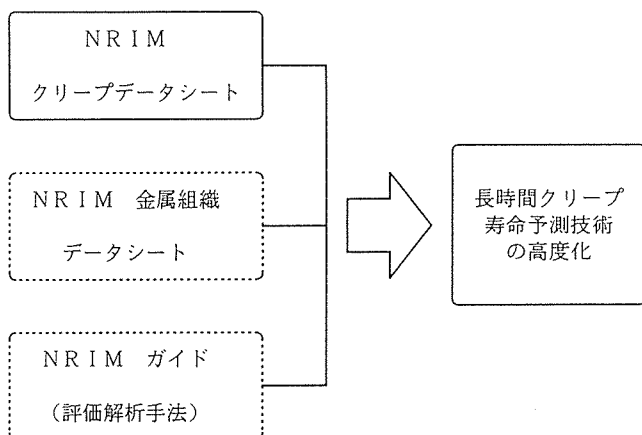 NRIM
クリープデータシート
NRIM 金属組織
データシート
NRIM ガイド
(評価解析手法)
長時間クリープ
寿命予測技術
の高度化